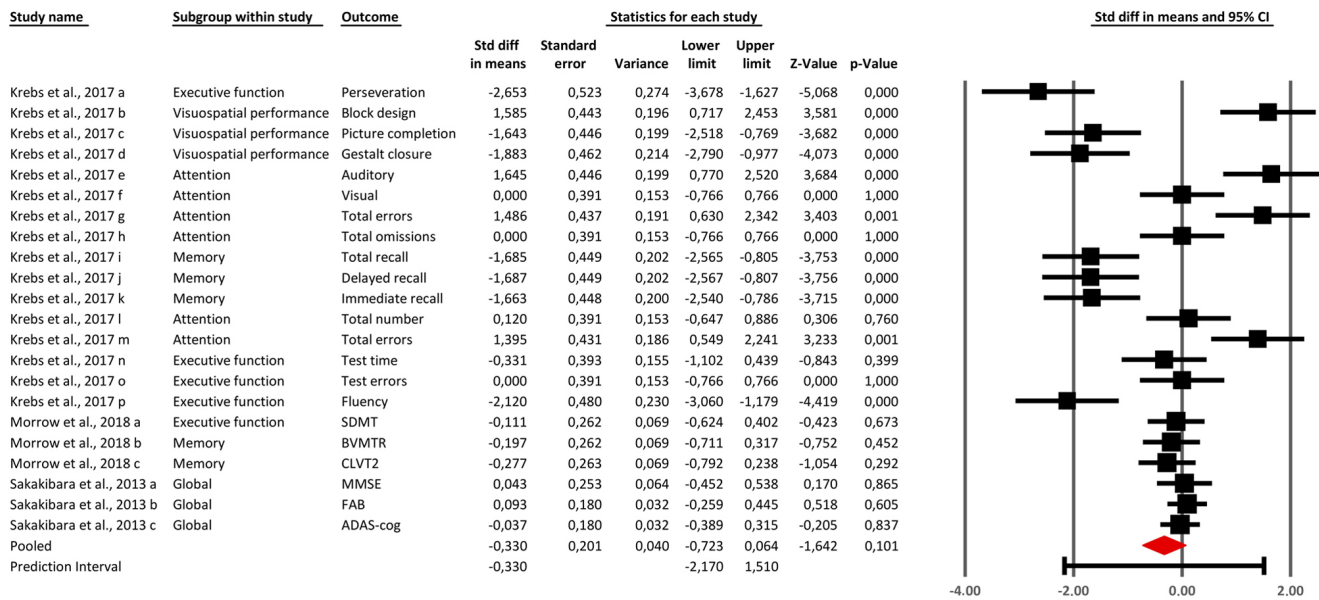 Study name Subgroup within study Outcome Statistics for each study Std diff in means and 95% CI
Std diff Standard Lower Upper
in means error Variance limit limit Z-Value p-Value
Krebs et al., 2017 a Executive function Perseveration -2,653 0,523 0,274 -3,678 -1,627 -5,068 0,000
Krebs et al., 2017 b Visuospatial performance Block design 1,585 0,443 0,196 0,717 2,453 3,581 0,000
Krebs et al., 2017 c Visuospatial performance Picture completion -1,643 0,446 0,199 -2,518 -0,769 -3,682 0,000
Krebs et al., 2017 d Visuospatial performance Gestalt closure -1,883 0,462 0,214 -2,790 -0,977 -4,073 0,000
Krebs et al., 2017 e Attention Auditory 1,645 0,446 0,199 0,770 2,520 3,684 0,000
Krebs et al., 2017 f Attention Visual 0,000 0,391 0,153 -0,766 0,766 0,000 1,000
Krebs et al., 2017 g Attention Total errors 1,486 0,437 0,191 0,630 2,342 3,403 0,001
Krebs et al., 2017 h Attention Total omissions 0,000 0,391 0,153 -0,766 0,766 0,000 1,000
Krebs et al., 2017 i Memory Total recall -1,685 0,449 0,202 -2,565 -0,805 -3,753 0,000
Krebs et al., 2017 j Memory Delayed recall -1,687 0,449 0,202 -2,567 -0,807 -3,756 0,000
Krebs et al., 2017 k Memory Immediate recall -1,663 0,448 0,200 -2,540 -0,786 -3,715 0,000
Krebs et al., 2017 l Attention Total number 0,120 0,391 0,153 -0,647 0,886 0,306 0,760
Krebs et al., 2017 m Attention Total errors 1,395 0,431 0,186 0,549 2,241 3,233 0,001
Krebs et al., 2017 n Executive function Test time -0,331 0,393 0,155 -1,102 0,439 -0,843 0,399
Krebs et al., 2017 o Executive function Test errors 0,000 0,391 0,153 -0,766 0,766 0,000 1,000
Krebs et al., 2017 p Executive function Fluency -2,120 0,480 0,230 -3,060 -1,179 -4,419 0,000
Morrow et al., 2018 a Executive function SDMT -0,111 0,262 0,069 -0,624 0,402 -0,423 0,673
Morrow et al., 2018 b Memory BVMTR -0,197 0,262 0,069 -0,711 0,317 -0,752 0,452
Morrow et al., 2018 c Memory CLVT2 -0,277 0,263 0,069 -0,792 0,238 -1,054 0,292
Sakakibara et al., 2013 a Global MMSE 0,043 0,253 0,064 -0,452 0,538 0,170 0,865
Sakakibara et al., 2013 b Global FAB 0,093 0,180 0,032 -0,259 0,445 0,518 0,605
Sakakibara et al., 2013 c Global ADAS-cog -0,037 0,180 0,032 -0,389 0,315 -0,205 0,837
Pooled -0,330 0,201 0,040 -0,723 0,064 -1,642 0,101
Prediction Interval -0,330 -2,170 1,510
-4.00 -2.00 0.00 2.00